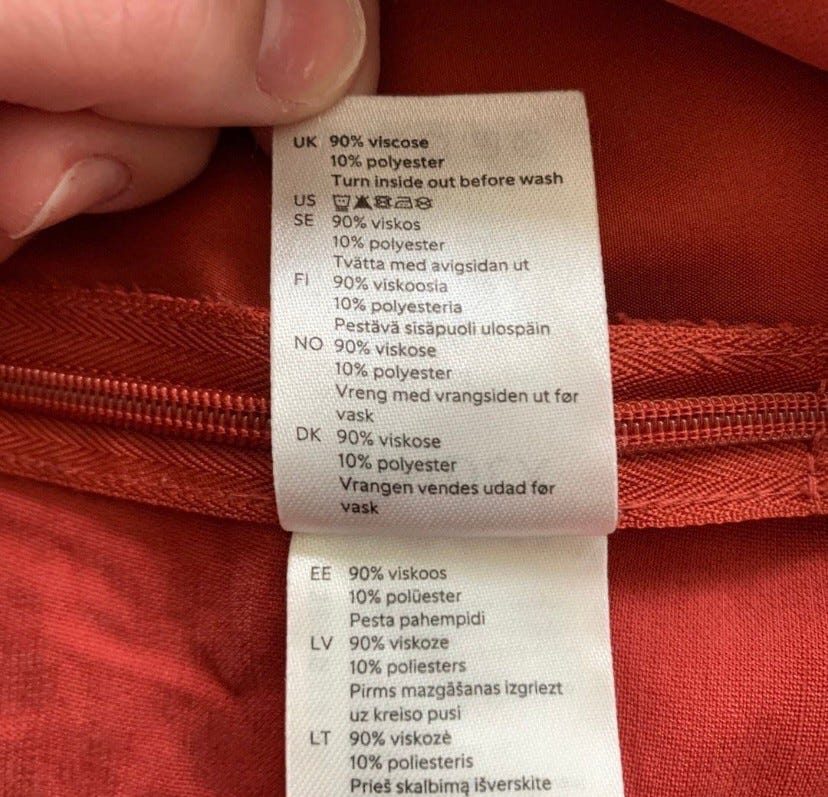 UK 90% viscose
10% polyester
Turn inside out before wash
US
SE 90% viskos
10% polyester
Tvätta med avigsidan ut
FI 90% viskoosia
10% polyesteria
Pestävä sisäpuoli ulospäin
NO 90% viskose
10% polyester
Vreng med vrangsiden ut før
vask
DK 90% viskose
10% polyester
Vrangen vendes udad før
vask
EE 90% viskoos
10% polüester
Pesta pahempidi
LV 90% viskoze
10% poliesters
Pirms mazgāšanas izgriezt
uz kreiso pusi
LT 90% viskozė
10% poliesteris
Prieš skalbimą išverskite